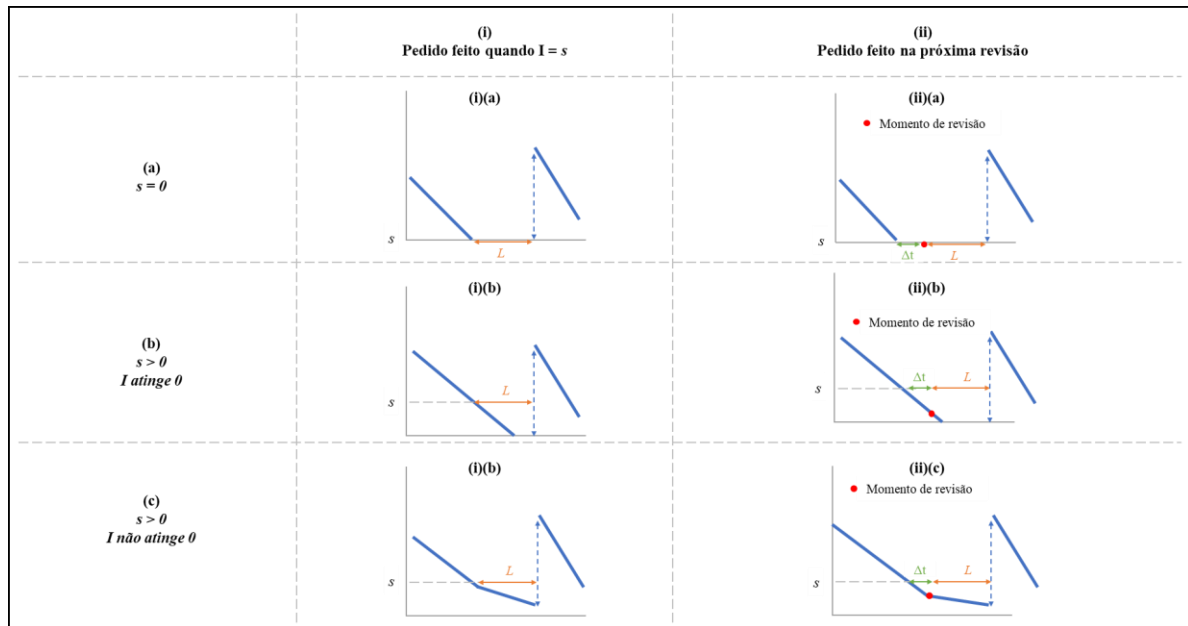 (i)
Pedido feito quando I = s
(ii)
Pedido feito na próxima revisão
(a)
s = 0
(i)(a)
s
L
(ii)(a)
Momento de revisão
s
Δt
L
(b)
s > 0
I atinge 0
(i)(b)
s
L
(ii)(b)
Momento de revisão
s
Δt
L
(c)
s > 0
I não atinge 0
(i)(b)
s
L
(ii)(c)
Momento de revisão
s
Δt
L